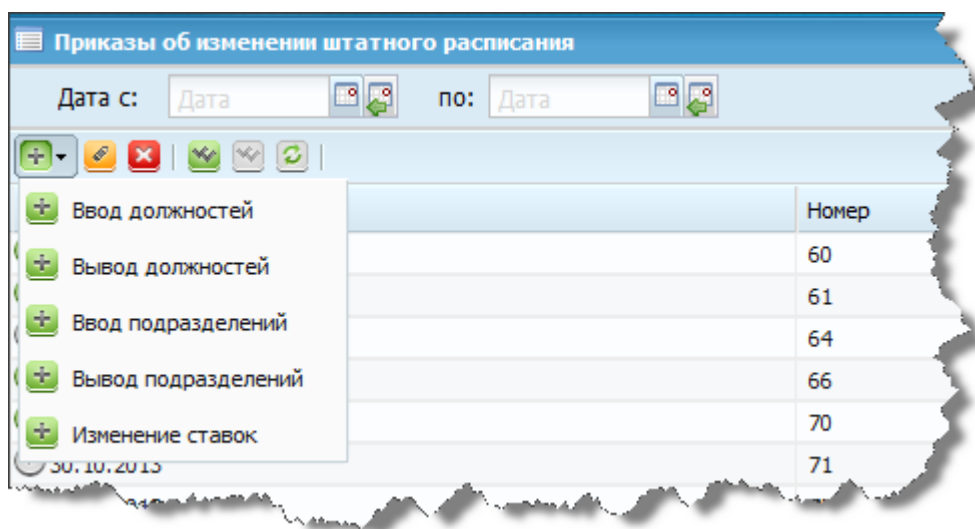 Приказы об изменении штатного расписания
Дата с: Дата по: Дата
Номер
Ввод должностей
60
Вывод должностей
61
Ввод подразделений
64
Вывод подразделений
66
Изменение ставок
70
30.10.2013 71